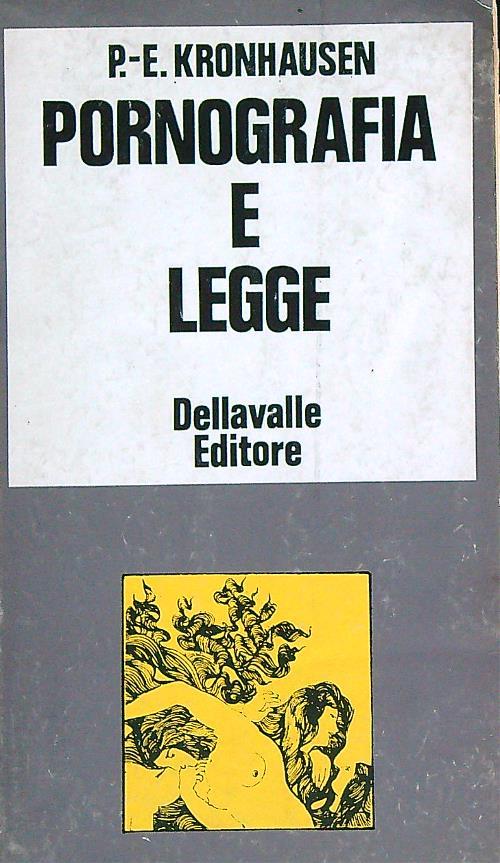 P.-E. KRONHAUSEN
PORNOGRAFIA
E
LEGGE
Dellavalle
Editore